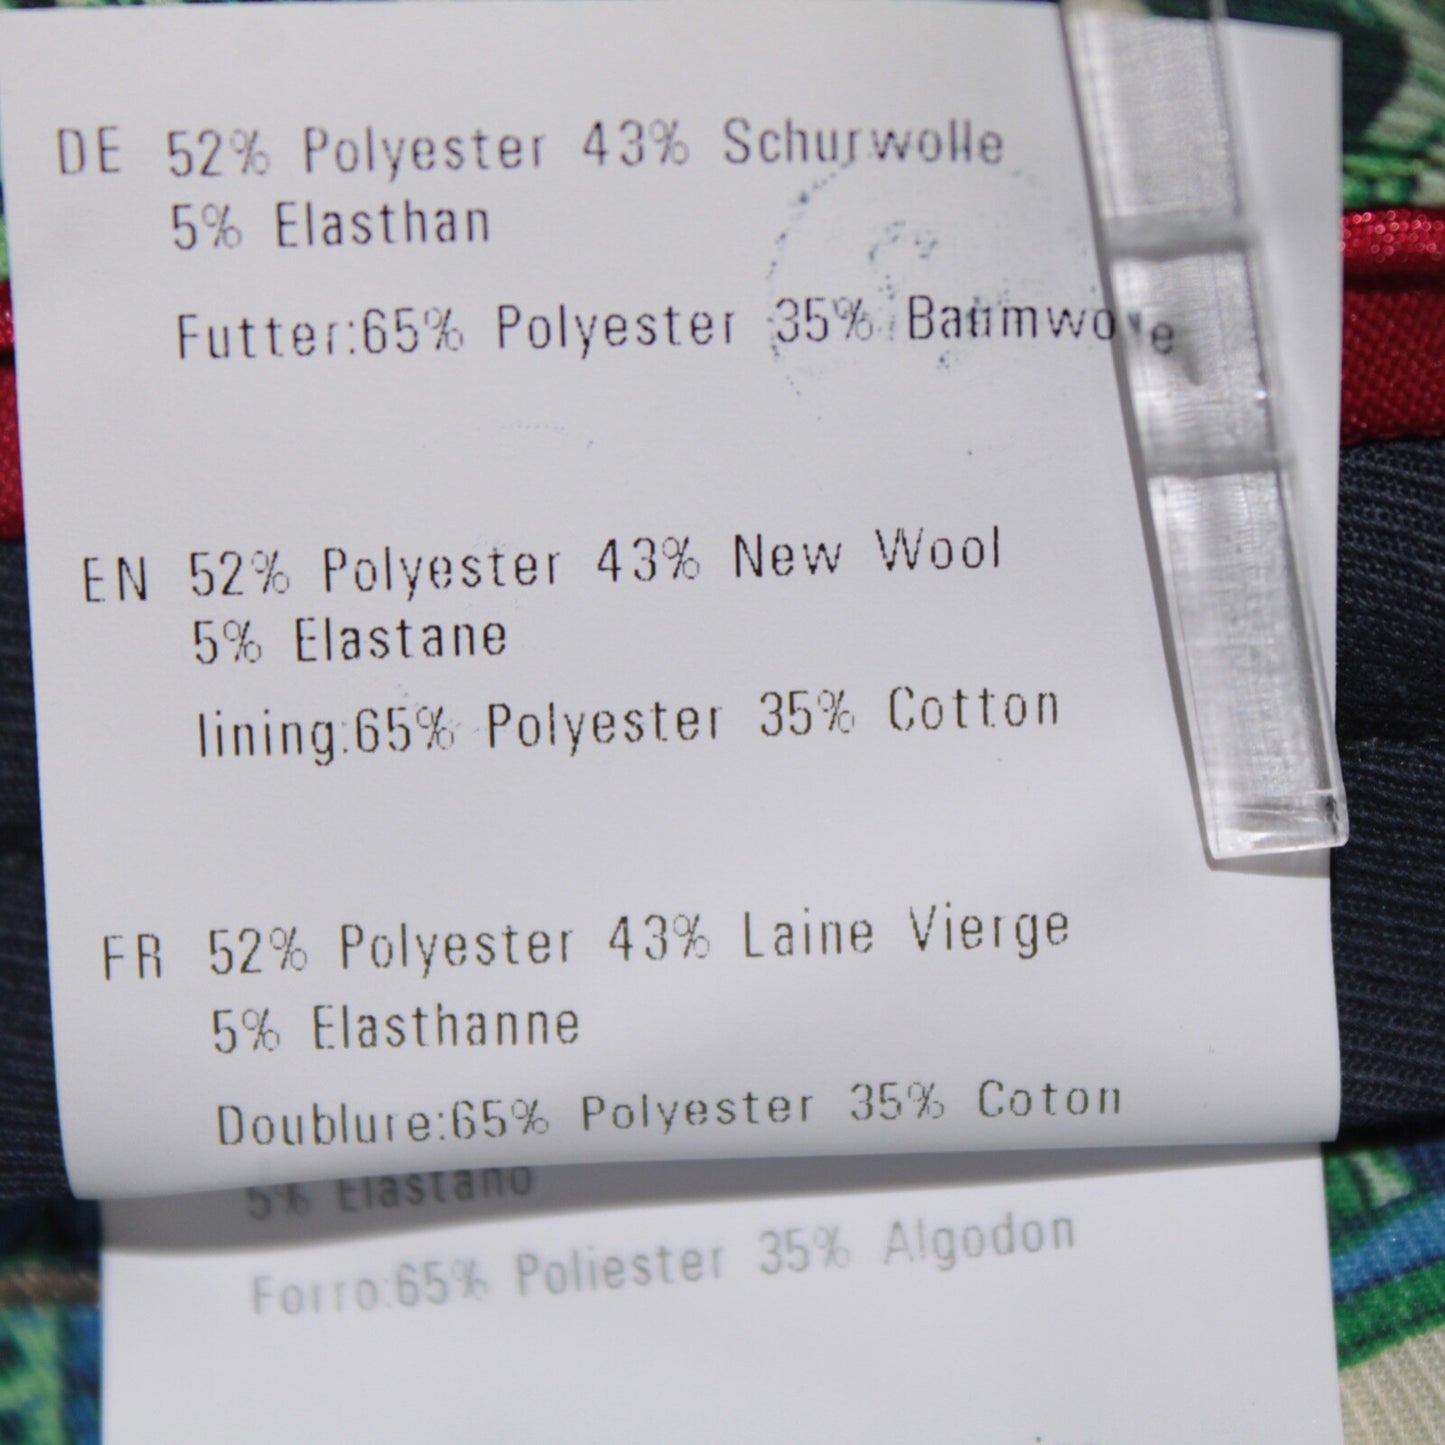 DE 52% Polyester 43% Schurwolle
5% Elasthan
Futter:65% Polyester 35% Baumwolle
EN 52% Polyester 43% New Wool
5% Elastane
lining:65% Polyester 35% Cotton
FR 52% Polyester 43% Laine Vierge
5% Elasthanne
Doublure:65% Polyester 35% Coton
5% Elastano
Forro:65% Poliester 35% Algodon